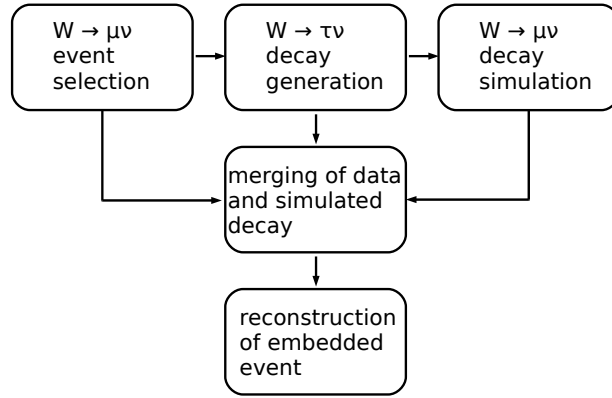 W → μν
event
selection
W → τν
decay
generation
W → μν
decay
simulation
merging of data
and simulated
decay
reconstruction
of embedded
event